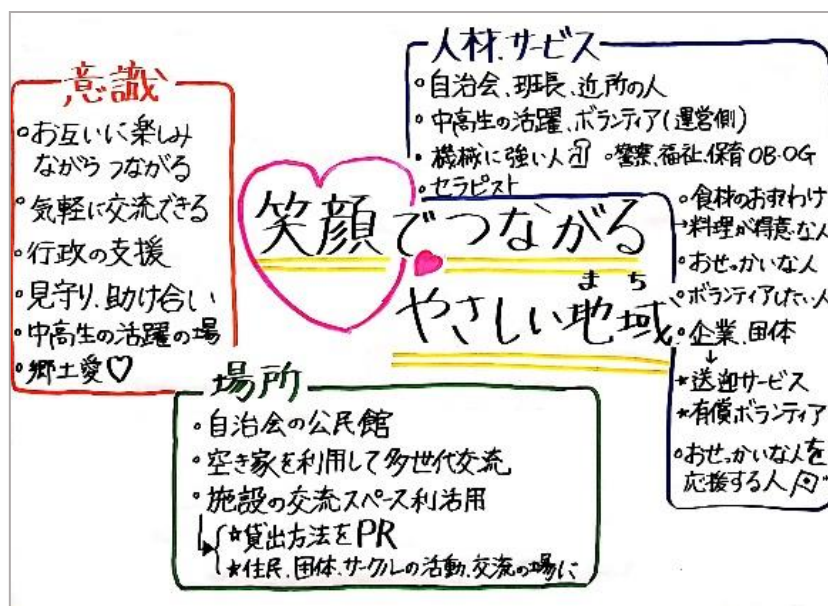 意識
・お互いに楽しみ
ながらつながる
・気軽に交流できる
・行政の支援
・見守り、助け合い
・中高生の活躍の場
・郷土愛♡
人材、サービス
・自治会、班長、近所の人
・中高生の活躍、ボランティア(運営側)
・機械に強い人 ・警察、福祉、保育OB・OG
・セラピスト
・食材のおすそわけ
→料理が得意な人
・おせっかいな人
・ボランティアしたい人
・企業、団体
↓
★送迎サービス
★有償ボランティア
・おせっかいな人を
応援する人
笑顔でつながる
まち
やさしい地域
場所
・自治会の公民館
・空き家を利用して多世代交流
・施設の交流スペース利活用
★貸出方法をPR
★住民、団体、サークルの活動、交流の場に